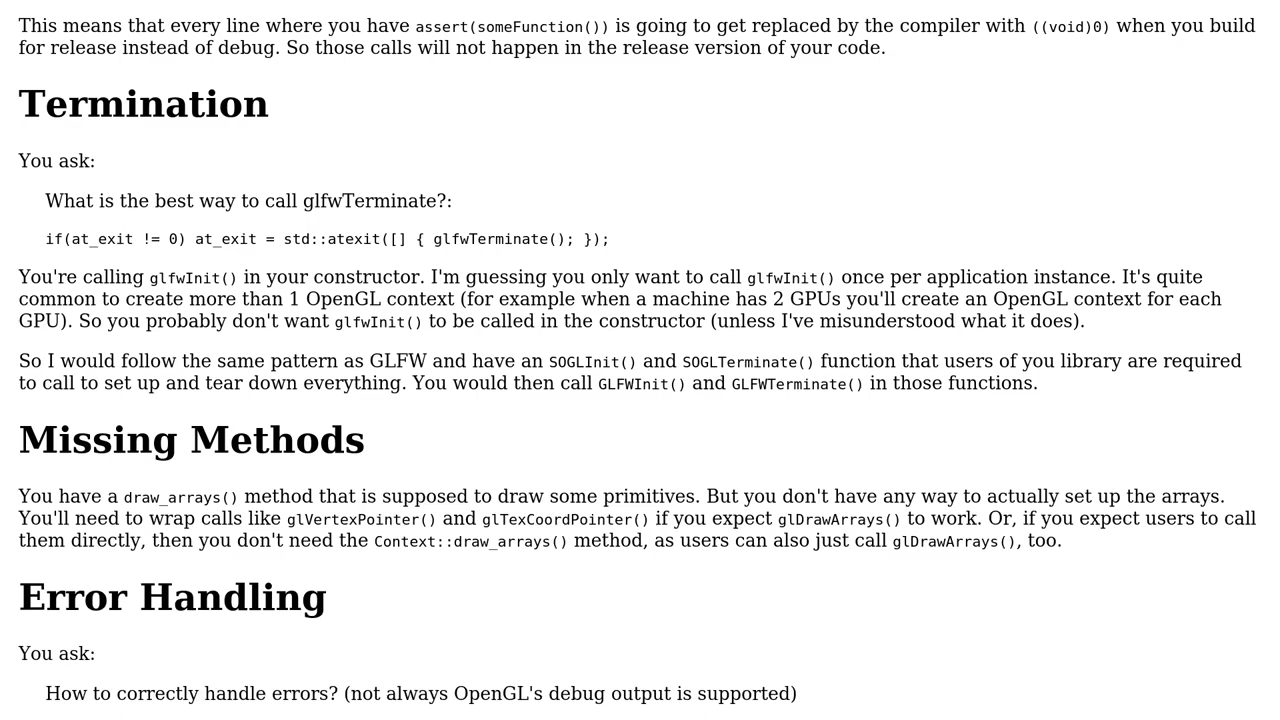 This means that every line where you have assert(someFunction()) is going to get replaced by the compiler with ((void)0) when you build
for release instead of debug. So those calls will not happen in the release version of your code.
Termination
You ask:
What is the best way to call glfwTerminate?:
if(at_exit != 0) at_exit = std::atexit([] { glfwTerminate(); });
You're calling glfwInit() in your constructor. I'm guessing you only want to call glfwInit() once per application instance. It's quite
common to create more than 1 OpenGL context (for example when a machine has 2 GPUs you'll create an OpenGL context for each
GPU). So you probably don't want glfwInit() to be called in the constructor (unless I've misunderstood what it does).
So I would follow the same pattern as GLFW and have an SOGLInit() and SOGLTerminate() function that users of you library are required
to call to set up and tear down everything. You would then call GLFWInit() and GLFWTerminate() in those functions.
Missing Methods
You have a draw_arrays() method that is supposed to draw some primitives. But you don't have any way to actually set up the arrays.
You'll need to wrap calls like glVertexPointer() and glTexCoordPointer() if you expect glDrawArrays() to work. Or, if you expect users to call
them directly, then you don't need the Context::draw_arrays() method, as users can also just call glDrawArrays(), too.
Error Handling
You ask:
How to correctly handle errors? (not always OpenGL's debug output is supported)